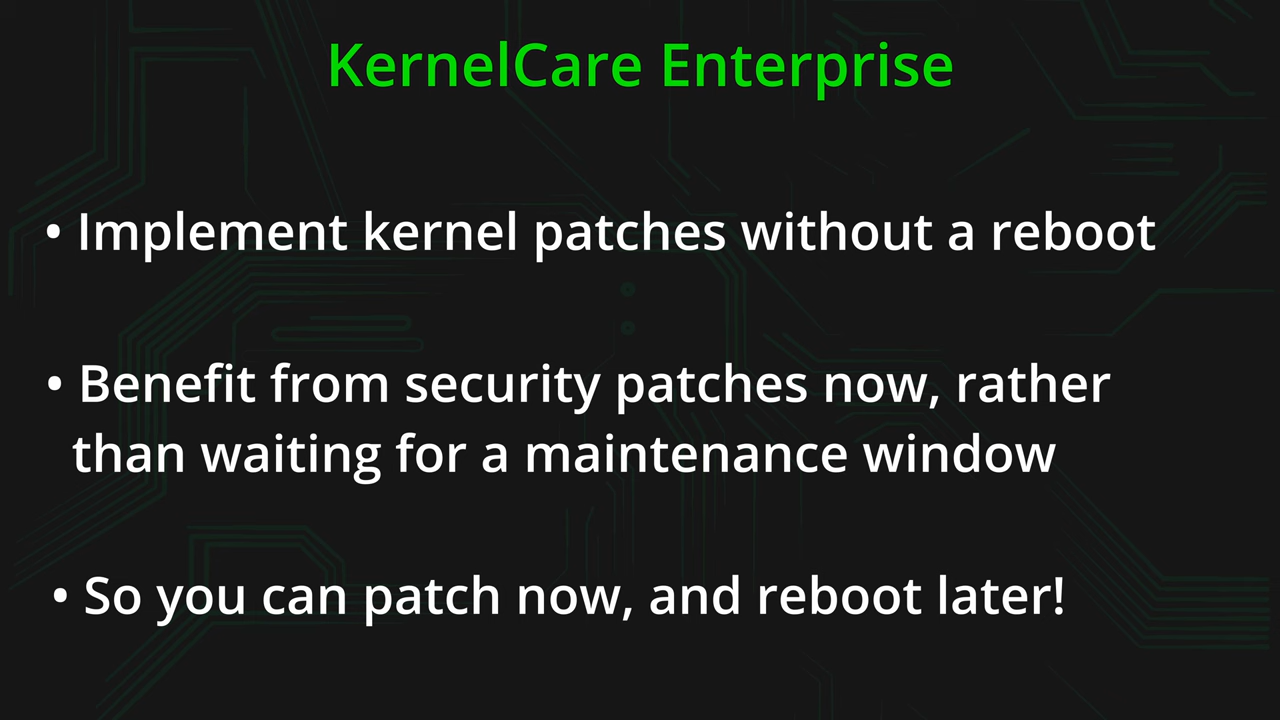 KernelCare Enterprise
• Implement kernel patches without a reboot
• Benefit from security patches now, rather
than waiting for a maintenance window
• So you can patch now, and reboot later!